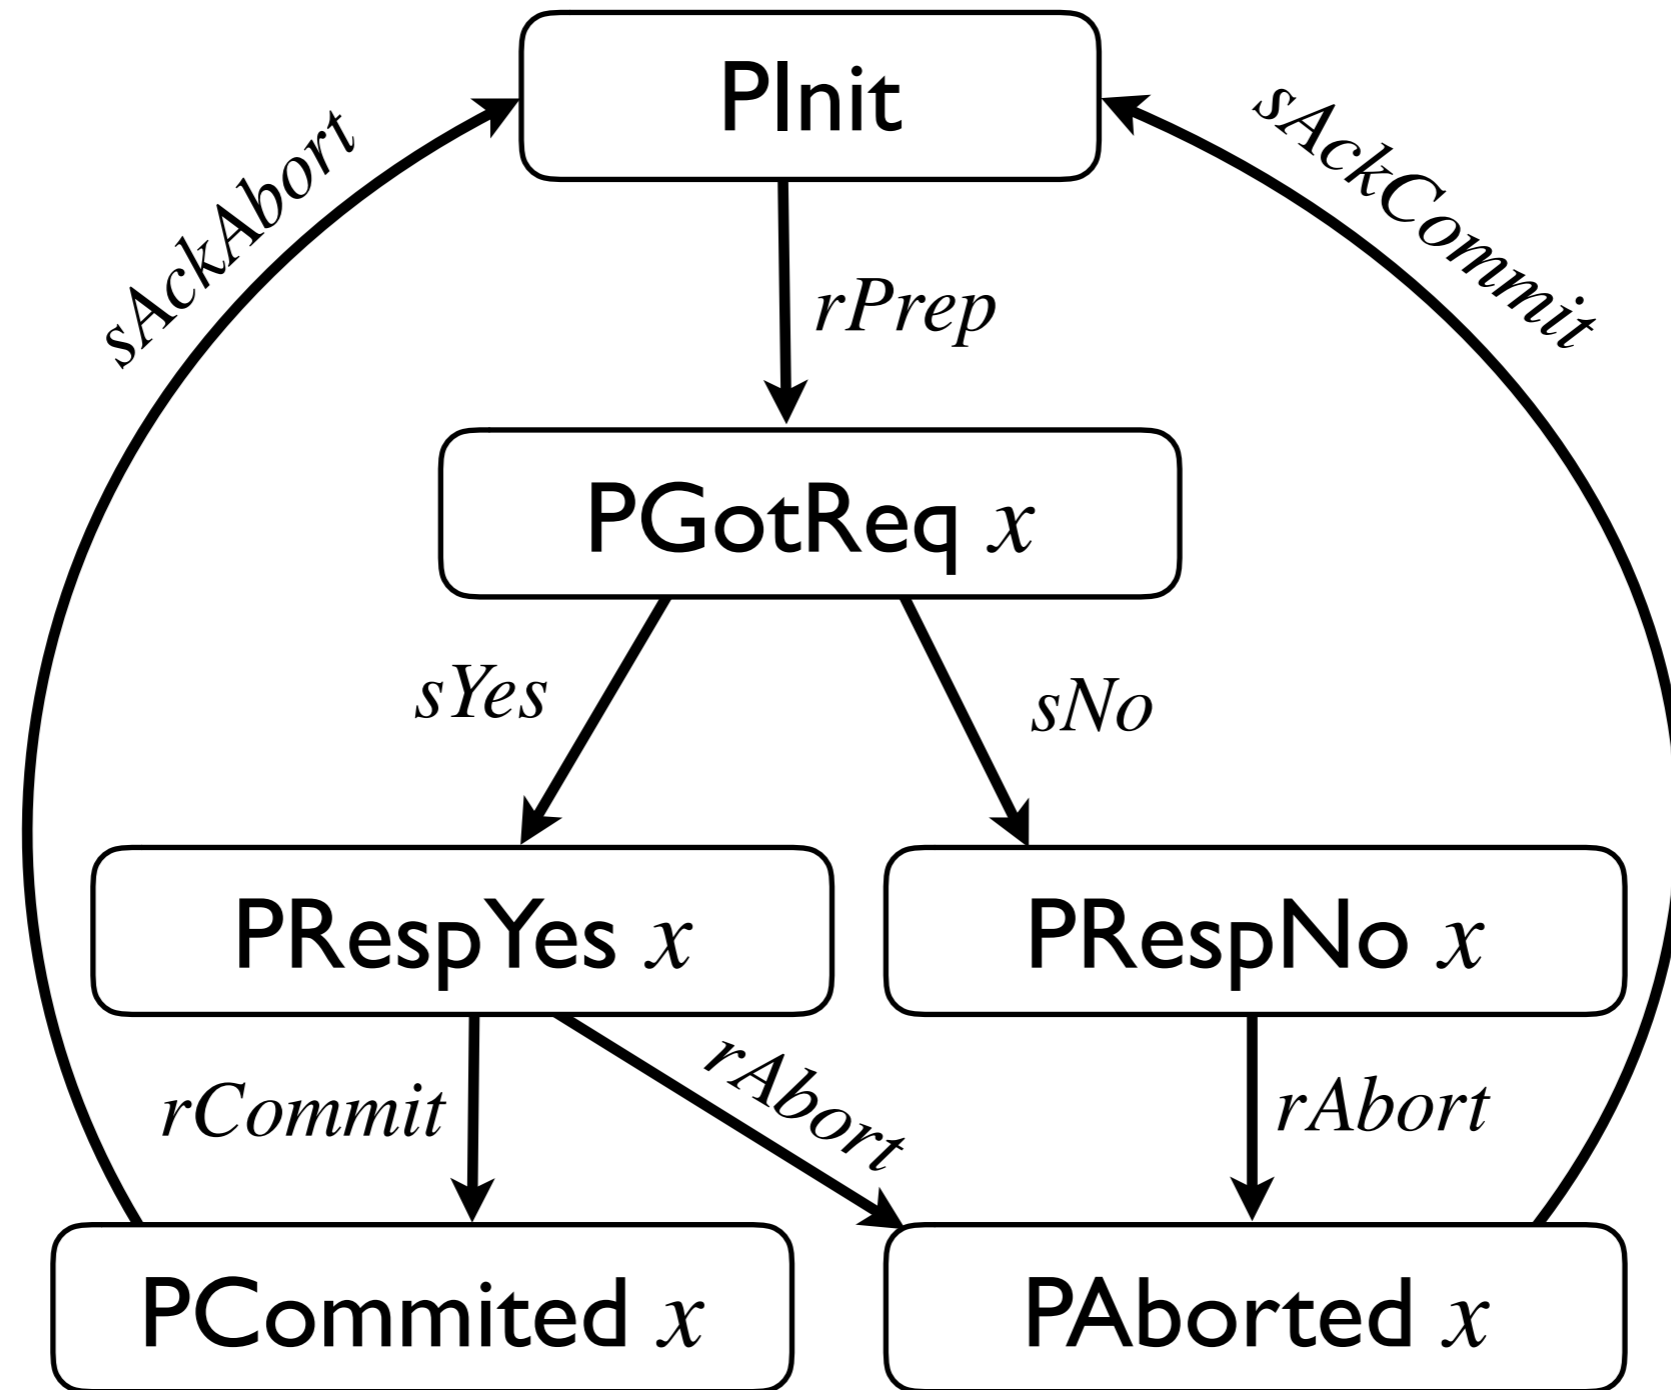 PInit
sAckAbort
sAckCommit
rPrep
PGotReq x
sYes
sNo
PRespYes x
PRespNo x
rCommit
rAbort
rAbort
PCommited x
PAborted x